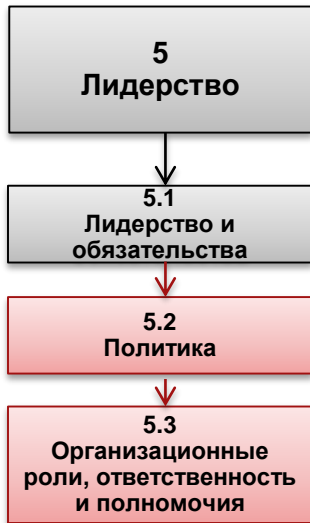 5
Лидерство
5.1
Лидерство и
обязательства
5.2
Политика
5.3
Организационные
роли, ответственность
и полномочия